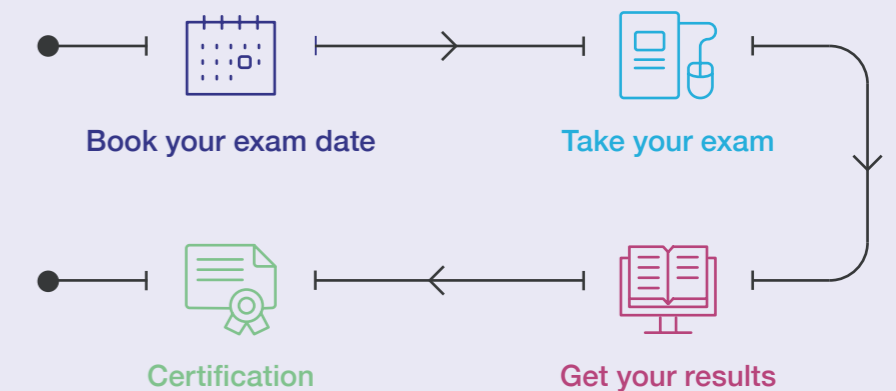 Book your exam date
Take your exam
Get your results
Certification